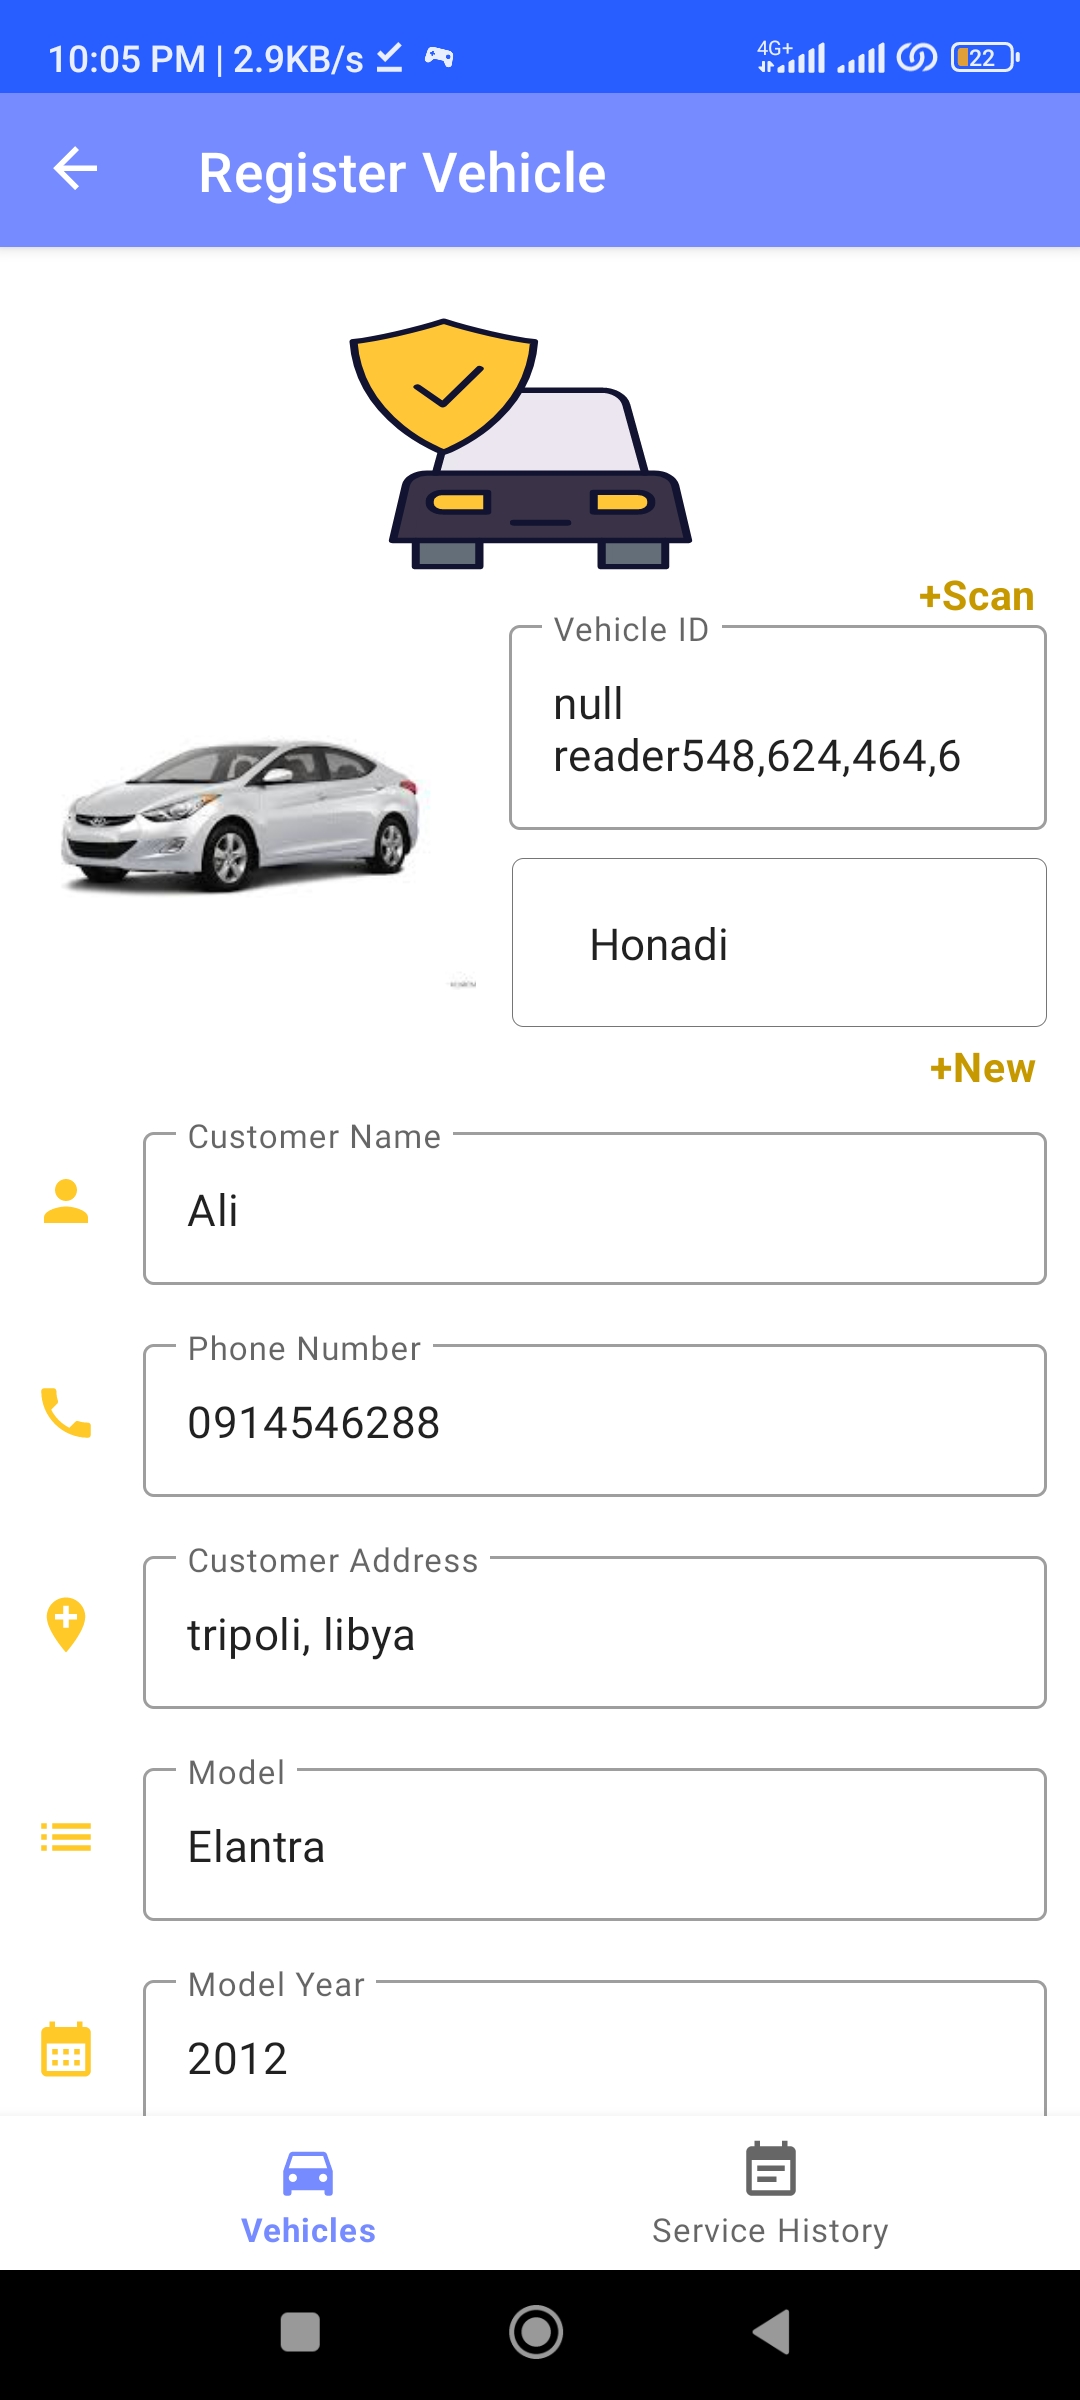 10:05 PM | 2.9KB/s
4G+
22
Register Vehicle
+Scan
Vehicle ID
null
reader548,624,464,6
Honadi
+New
Customer Name
Ali
Phone Number
0914546288
Customer Address
tripoli, libya
Model
Elantra
Model Year
2012
Vehicles
Service History